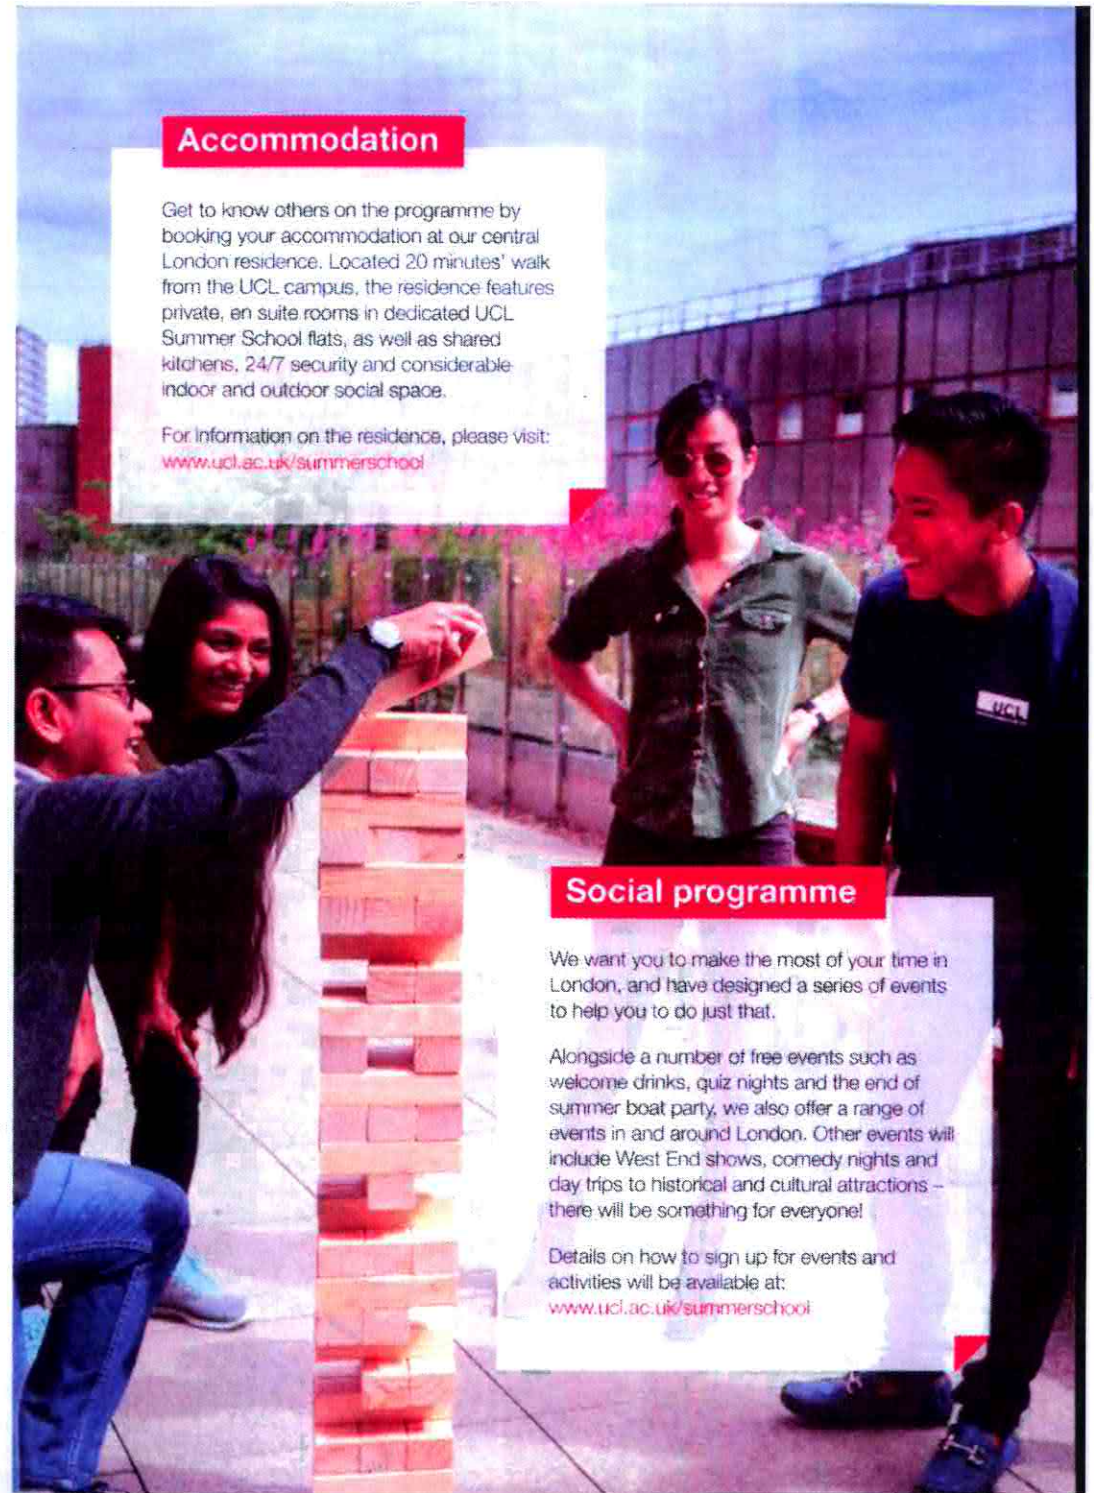 Accommodation
Get to know others on the programme by
booking your accommodation at our central
London residence. Located 20 minutes' walk
from the UCL campus, the residence features
private, en suite rooms in dedicated UCL
Summer School flats, as well as shared
kitchens, 24/7 security and considerable
indoor and outdoor social space.
For information on the residence, please visit:
www.ucl.ac.uk/summerschool
UCL
Social programme
We want you to make the most of your time in
London, and have designed a series of events
to help you to do just that.
Alongside a number of free events such as
welcome drinks, quiz nights and the end of
summer boat party, we also offer a range of
events in and around London. Other events will
include West End shows, comedy nights and
day trips to historical and cultural attractions –
there will be something for everyone!
Details on how to sign up for events and
activities will be available at:
www.ucl.ac.uk/summerschool